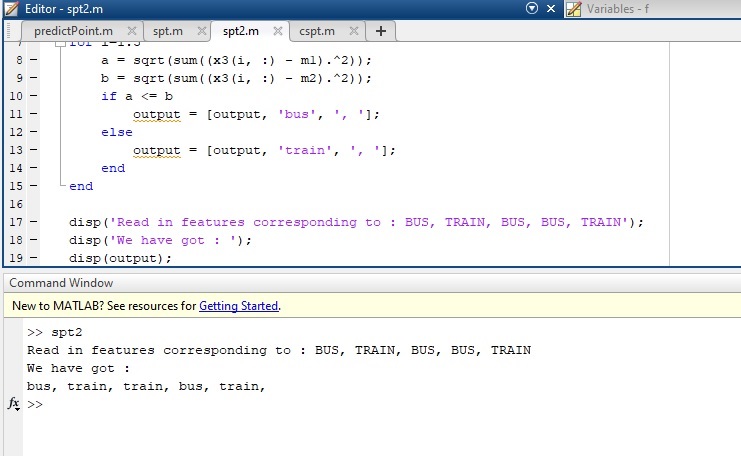 Editor - spt2.m
Variables - f
predictPoint.m × spt.m × spt2.m × cspt.m × +
8 - a = sqrt(sum((x3(i, :) - m1).^2));
9 - b = sqrt(sum((x3(i, :) - m2).^2));
10 - if a <= b
11 - output = [output, 'bus', ', '];
12 - else
13 - output = [output, 'train', ', '];
14 - end
15 - end
16
17 - disp('Read in features corresponding to : BUS, TRAIN, BUS, BUS, TRAIN');
18 - disp('We have got : ');
19 - disp(output);
Command Window
New to MATLAB? See resources for Getting Started.
>> spt2
Read in features corresponding to : BUS, TRAIN, BUS, BUS, TRAIN
We have got :
bus, train, train, bus, train,
fx >>